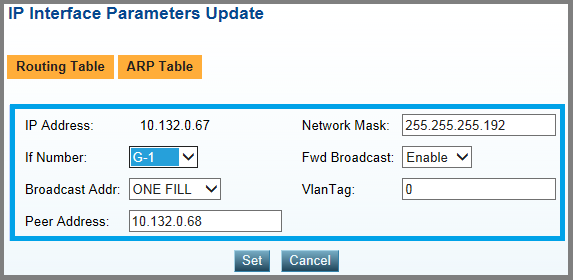 IP Interface Parameters Update
Routing Table ARP Table
IP Address: 10.132.0.67 Network Mask: 255.255.255.192
If Number: G-1 Fwd Broadcast: Enable
Broadcast Addr: ONE FILL VlanTag: 0
Peer Address: 10.132.0.68
Set Cancel